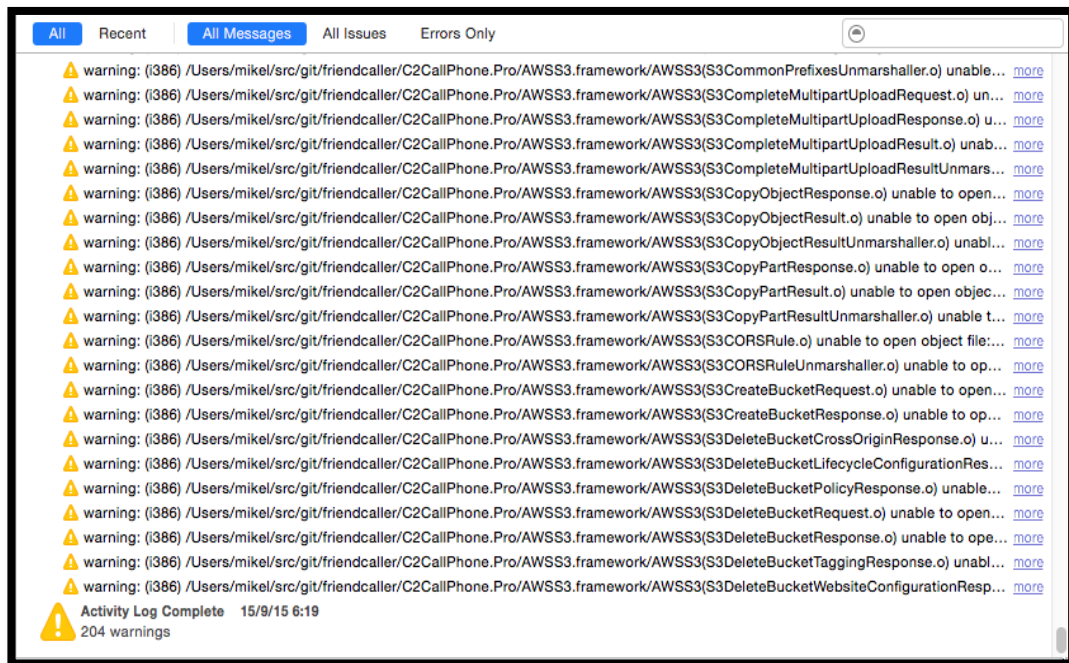 All Recent All Messages All Issues Errors Only
warning: (i386) /Users/mikel/src/git/friendcaller/C2CallPhone.Pro/AWSS3.framework/AWSS3(S3CommonPrefixesUnmarshaller.o) unable... more
warning: (i386) /Users/mikel/src/git/friendcaller/C2CallPhone.Pro/AWSS3.framework/AWSS3(S3CompleteMultipartUploadRequest.o) un... more
warning: (i386) /Users/mikel/src/git/friendcaller/C2CallPhone.Pro/AWSS3.framework/AWSS3(S3CompleteMultipartUploadResponse.o) u... more
warning: (i386) /Users/mikel/src/git/friendcaller/C2CallPhone.Pro/AWSS3.framework/AWSS3(S3CompleteMultipartUploadResult.o) unab... more
warning: (i386) /Users/mikel/src/git/friendcaller/C2CallPhone.Pro/AWSS3.framework/AWSS3(S3CompleteMultipartUploadResultUnmars... more
warning: (i386) /Users/mikel/src/git/friendcaller/C2CallPhone.Pro/AWSS3.framework/AWSS3(S3CopyObjectResponse.o) unable to open... more
warning: (i386) /Users/mikel/src/git/friendcaller/C2CallPhone.Pro/AWSS3.framework/AWSS3(S3CopyObjectResult.o) unable to open obj... more
warning: (i386) /Users/mikel/src/git/friendcaller/C2CallPhone.Pro/AWSS3.framework/AWSS3(S3CopyObjectResultUnmarshaller.o) unabl... more
warning: (i386) /Users/mikel/src/git/friendcaller/C2CallPhone.Pro/AWSS3.framework/AWSS3(S3CopyPartResponse.o) unable to open o... more
warning: (i386) /Users/mikel/src/git/friendcaller/C2CallPhone.Pro/AWSS3.framework/AWSS3(S3CopyPartResult.o) unable to open objec... more
warning: (i386) /Users/mikel/src/git/friendcaller/C2CallPhone.Pro/AWSS3.framework/AWSS3(S3CopyPartResultUnmarshaller.o) unable t... more
warning: (i386) /Users/mikel/src/git/friendcaller/C2CallPhone.Pro/AWSS3.framework/AWSS3(S3CORSRule.o) unable to open object file:... more
warning: (i386) /Users/mikel/src/git/friendcaller/C2CallPhone.Pro/AWSS3.framework/AWSS3(S3CORSRuleUnmarshaller.o) unable to op... more
warning: (i386) /Users/mikel/src/git/friendcaller/C2CallPhone.Pro/AWSS3.framework/AWSS3(S3CreateBucketRequest.o) unable to open... more
warning: (i386) /Users/mikel/src/git/friendcaller/C2CallPhone.Pro/AWSS3.framework/AWSS3(S3CreateBucketResponse.o) unable to op... more
warning: (i386) /Users/mikel/src/git/friendcaller/C2CallPhone.Pro/AWSS3.framework/AWSS3(S3DeleteBucketCrossOriginResponse.o) u... more
warning: (i386) /Users/mikel/src/git/friendcaller/C2CallPhone.Pro/AWSS3.framework/AWSS3(S3DeleteBucketLifecycleConfigurationRes... more
warning: (i386) /Users/mikel/src/git/friendcaller/C2CallPhone.Pro/AWSS3.framework/AWSS3(S3DeleteBucketPolicyResponse.o) unable... more
warning: (i386) /Users/mikel/src/git/friendcaller/C2CallPhone.Pro/AWSS3.framework/AWSS3(S3DeleteBucketRequest.o) unable to open... more
warning: (i386) /Users/mikel/src/git/friendcaller/C2CallPhone.Pro/AWSS3.framework/AWSS3(S3DeleteBucketResponse.o) unable to ope... more
warning: (i386) /Users/mikel/src/git/friendcaller/C2CallPhone.Pro/AWSS3.framework/AWSS3(S3DeleteBucketTaggingResponse.o) unabl... more
warning: (i386) /Users/mikel/src/git/friendcaller/C2CallPhone.Pro/AWSS3.framework/AWSS3(S3DeleteBucketWebsiteConfigurationResp... more
Activity Log Complete 15/9/15 6:19
204 warnings